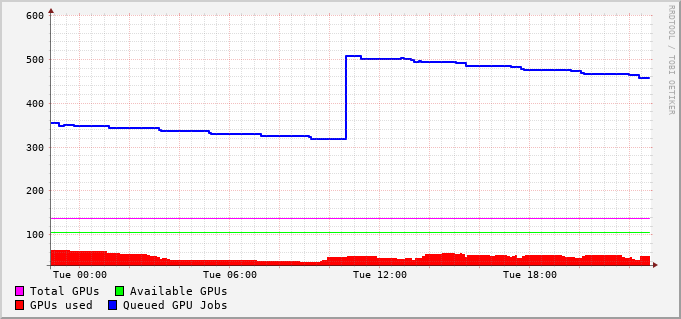 600
500
400
300
200
100
Tue 00:00 Tue 06:00 Tue 12:00 Tue 18:00
Total GPUs Available GPUs
GPUs used Queued GPU Jobs
RRDTOOL / TOBI OETIKER